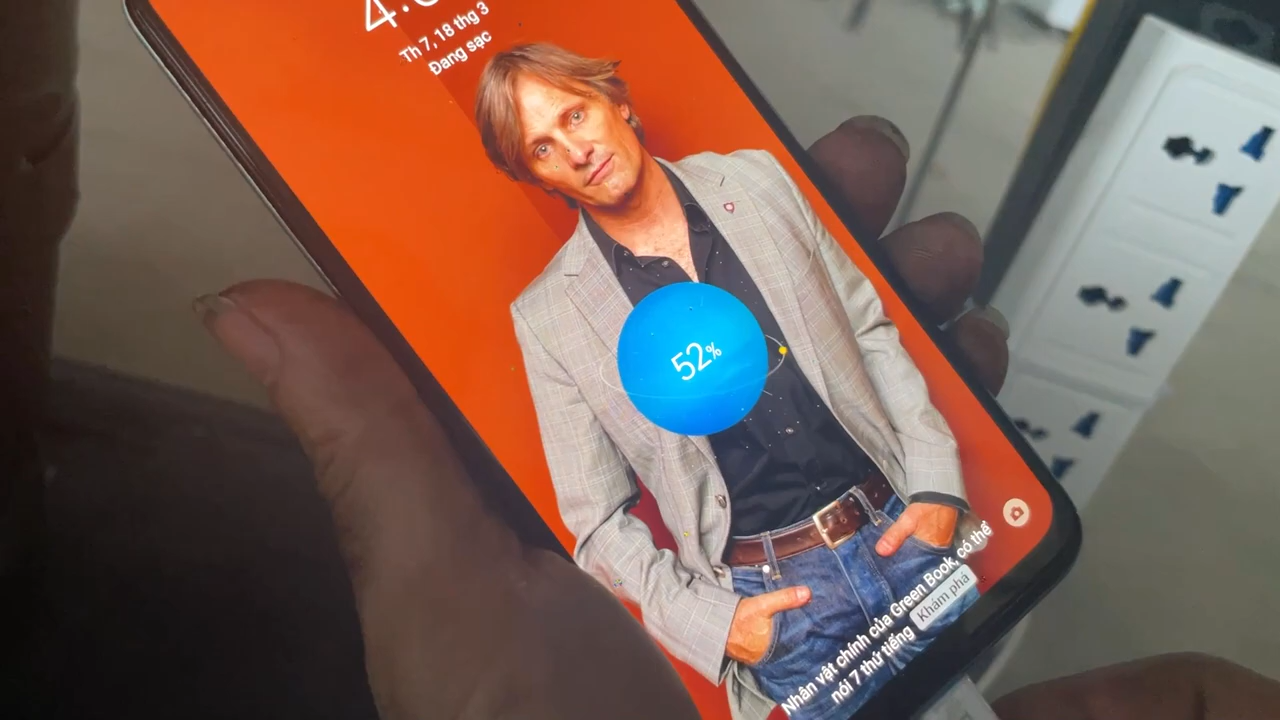 Th 7, 18 thg 3
Đang sạc
52%
Nhân vật chính của Green Book, có thể
nói 7 thứ tiếng Khám phá